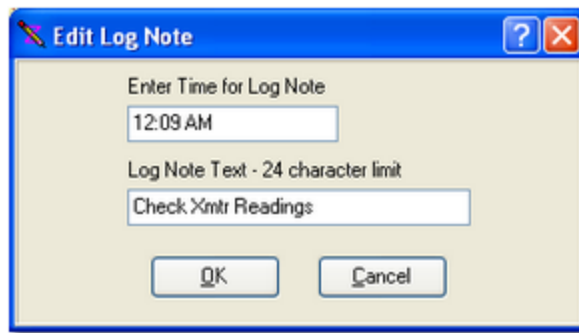 Edit Log Note
Enter Time for Log Note
12:09 AM
Log Note Text - 24 character limit
Check Xmtr Readings
OK Cancel